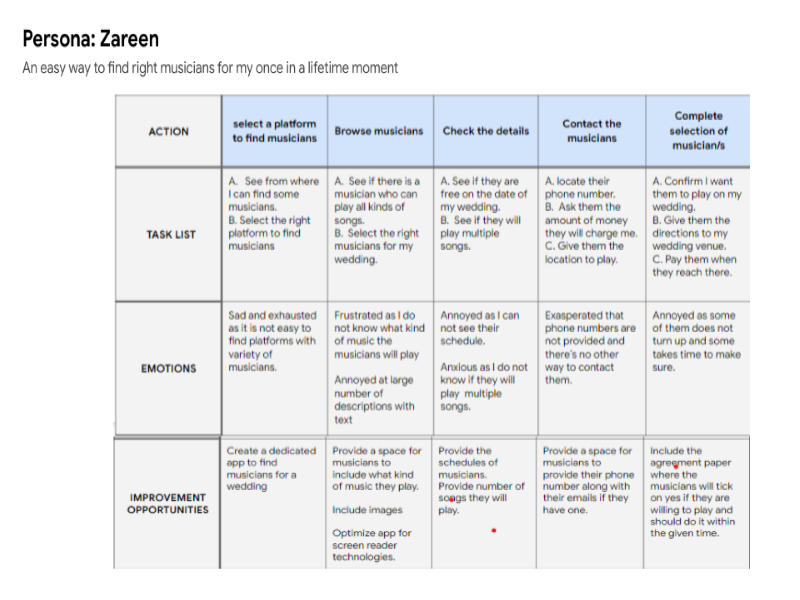 Persona: Zareen
An easy way to find right musicians for my once in a lifetime moment
ACTION
select a platform
to find musicians
Browse musicians
Check the details
Contact the
musicians
Complete
selection of
musician/s
TASK LIST
A. See from where
I can find some
musicians.
B. Select the right
platform to find
musicians
A. See if there is a
musician who can
play all kinds of
songs.
B. Select the right
musicians for my
wedding.
A. See if they are
free on the date of
my wedding.
B. See if they will
play multiple
songs.
A. locate their
phone number.
B. Ask them the
amount of money
they will charge me.
C. Give them the
location to play.
A. Confirm I want
them to play on my
wedding.
B. Give them the
directions to my
wedding venue.
C. Pay them when
they reach there.
EMOTIONS
Sad and exhausted
as it is not easy to
find platforms with
variety of
musicians.
Frustrated as I do
not know what kind
of music the
musicians will play
Annoyed at large
number of
descriptions with
text
Annoyed as I can
not see their
schedule.
Anxious as I do not
know if they will
play multiple
songs.
Exasperated that
phone numbers are
not provided and
there's no other
way to contact
them.
Annoyed as some
of them does not
turn up and some
takes time to make
sure.
IMPROVEMENT
OPPORTUNITIES
Create a dedicated
app to find
musicians for a
wedding
Provide a space for
musicians to
include what kind
of music they play.
Include images
Optimize app for
screen reader
technologies.
Provide the
schedules of
musicians.
Provide number of
songs they will
play.
Provide a space for
musicians to
provide their phone
number along with
their emails if they
have one.
Include the
agreement paper
where the
musicians will tick
on yes if they are
willing to play and
should do it within
the given time.